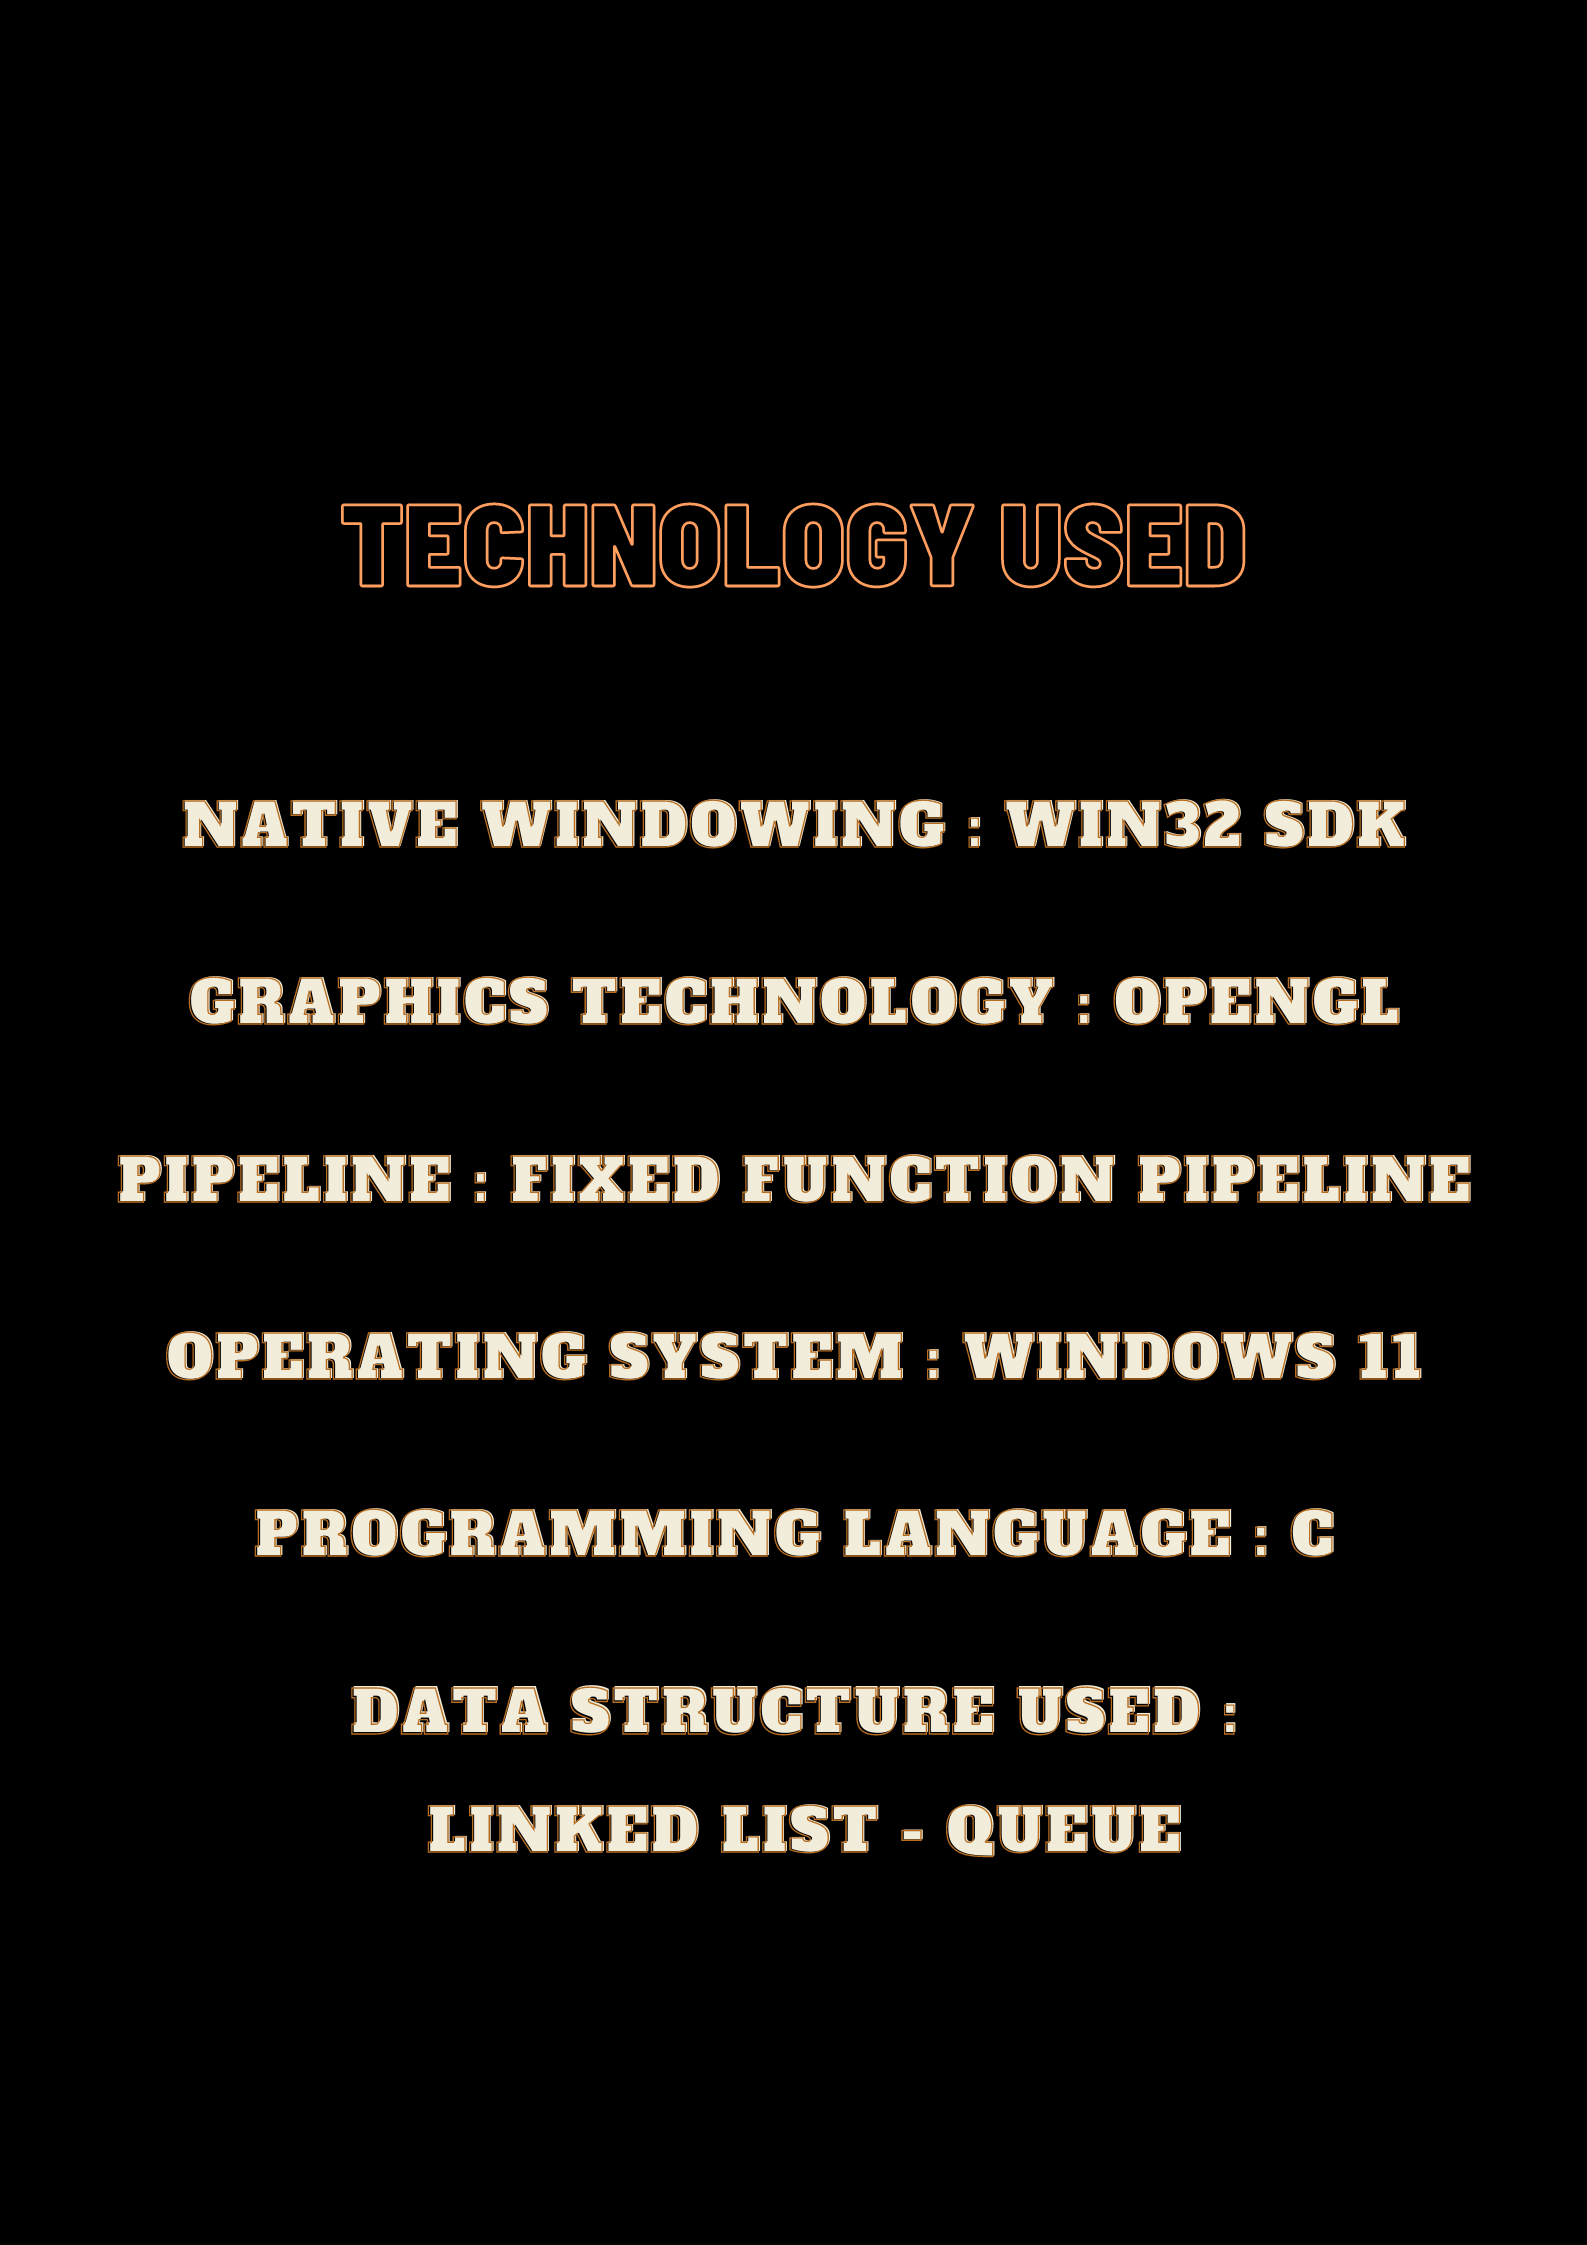 TECHNOLOGY USED
NATIVE WINDOWING : WIN32 SDK
GRAPHICS TECHNOLOGY : OPENGL
PIPELINE : FIXED FUNCTION PIPELINE
OPERATING SYSTEM : WINDOWS 11
PROGRAMMING LANGUAGE : C
DATA STRUCTURE USED :
LINKED LIST - QUEUE